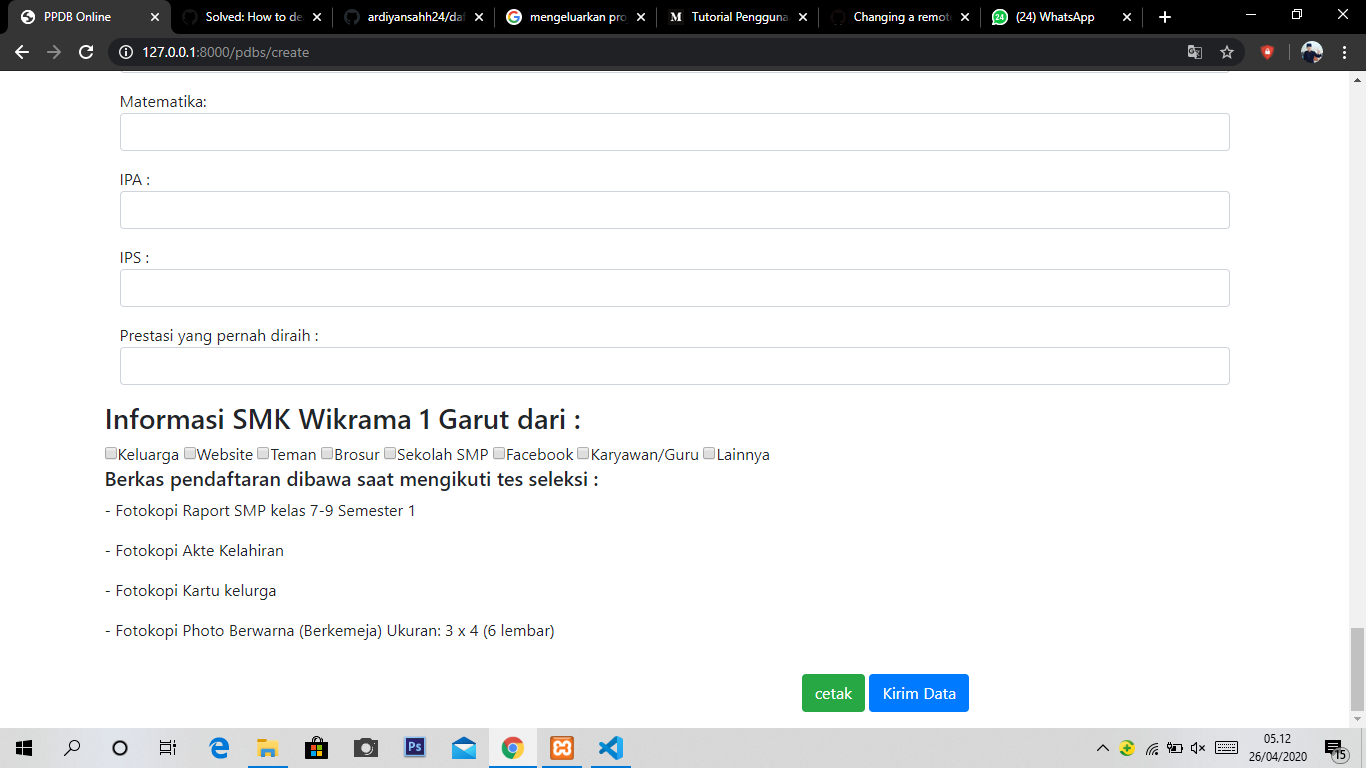 PPDB Online
Solved: How to de
ardiyansahh24/daf
mengeluarkan pro
M Tutorial Pengguna
Changing a remote
24 (24) WhatsApp
127.0.0.1:8000/pdbs/create
Matematika:
IPA :
IPS :
Prestasi yang pernah diraih :
Informasi SMK Wikrama 1 Garut dari :
Keluarga Website Teman Brosur Sekolah SMP Facebook Karyawan/Guru Lainnya
Berkas pendaftaran dibawa saat mengikuti tes seleksi :
- Fotokopi Raport SMP kelas 7-9 Semester 1
- Fotokopi Akte Kelahiran
- Fotokopi Kartu kelurga
- Fotokopi Photo Berwarna (Berkemeja) Ukuran: 3 x 4 (6 lembar)
cetak Kirim Data
Ps
05.12
26/04/2020
15